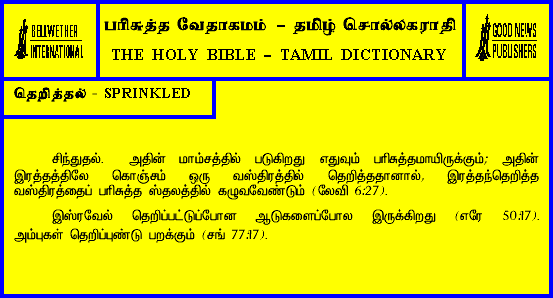 BELLWETHER
INTERNATIONAL
பரிசுத்த வேதாகமம் – தமிழ் சொல்லகராதி
THE HOLY BIBLE – TAMIL DICTIONARY
GOOD NEWS
PUBLISHERS
தெறித்தல் - SPRINKLED
சிந்துதல். அதின் மாம்சத்தில் படுகிறது எதுவும் பரிசுத்தமாயிருக்கும்; அதின்
இரத்தத்திலே கொஞ்சம் ஒரு வஸ்திரத்தில் தெறித்ததானால், இரத்தந்தெறித்த
வஸ்திரத்தைப் பரிசுத்த ஸ்தலத்தில் கழுவவேண்டும் (லேவி 6:27).
இஸ்ரவேல் தெறிப்பட்டுப்போன ஆடுகளைப்போல இருக்கிறது (எரே 50:17).
அம்புகள் தெறிப்புண்டு பறக்கும் (சங் 77:17).